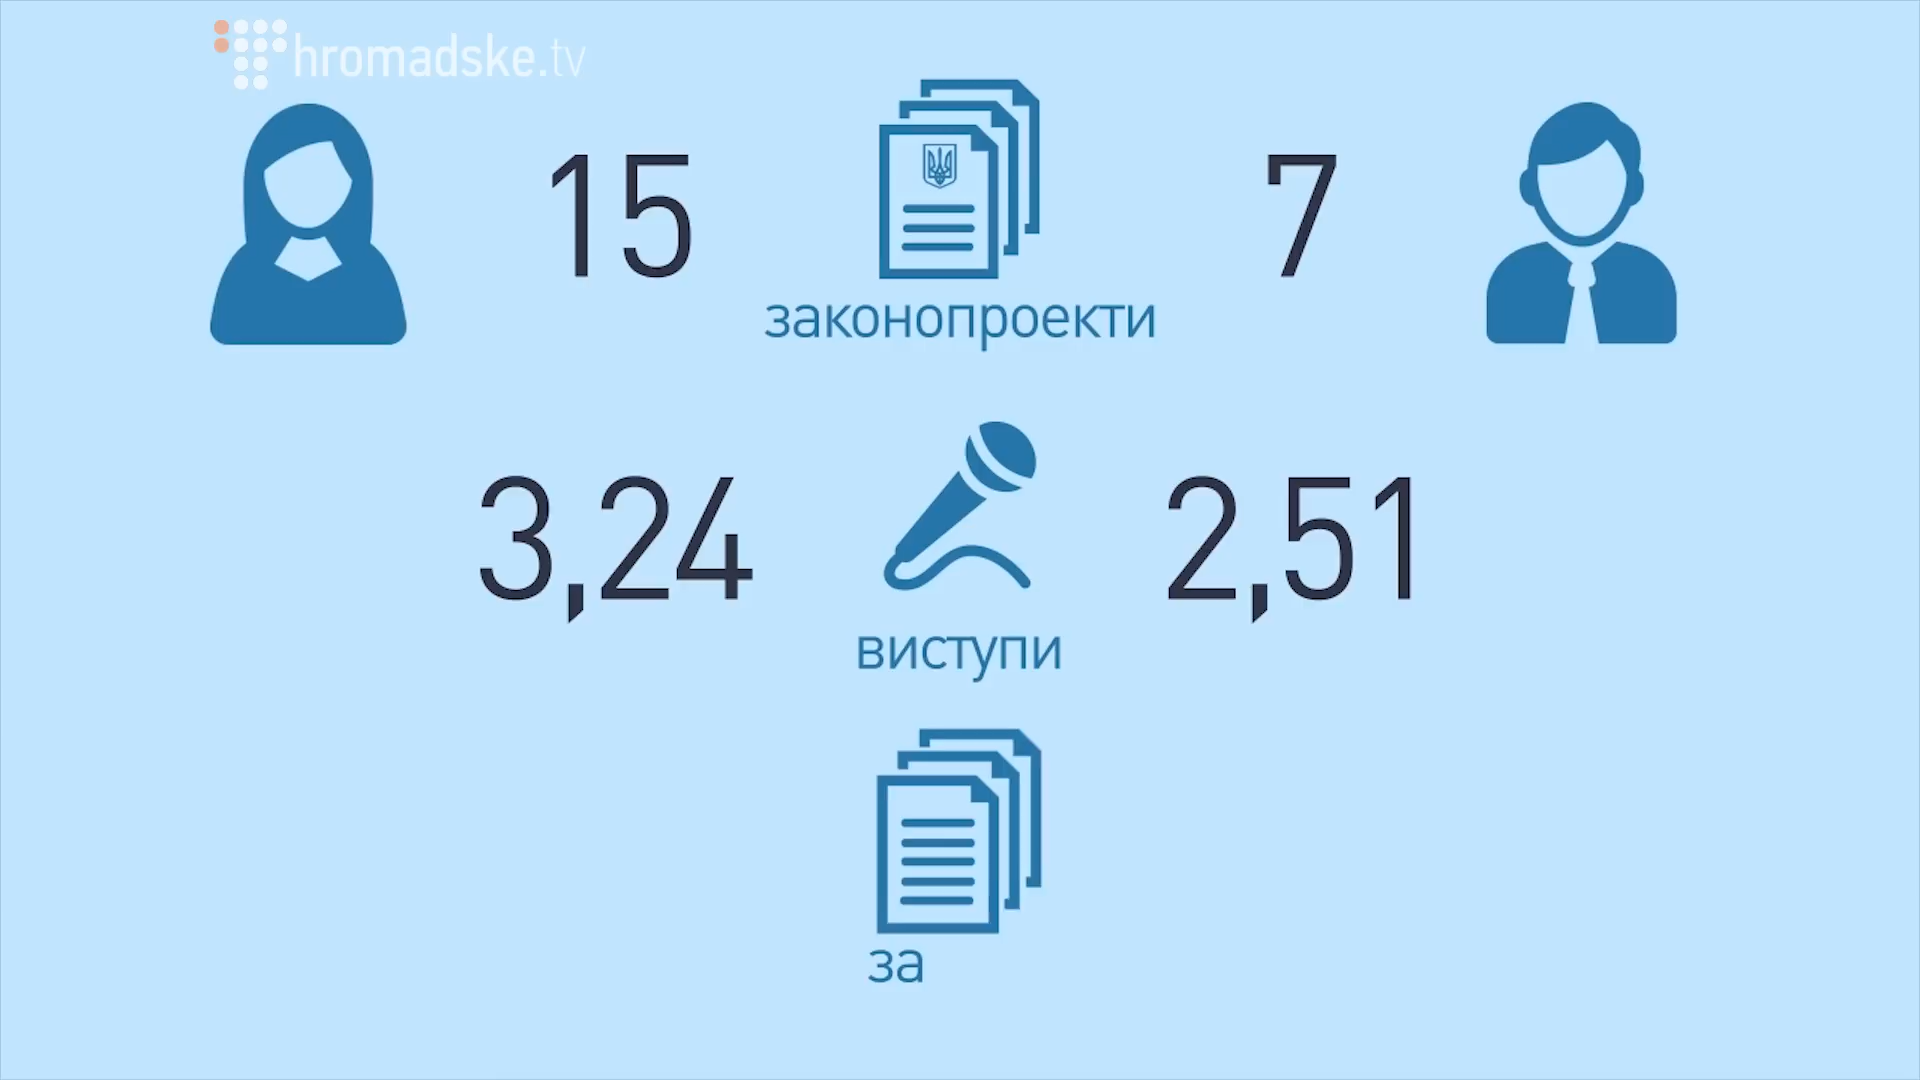 hromadske.tv
15 7
законопроекти
3,24 2,51
виступи
за